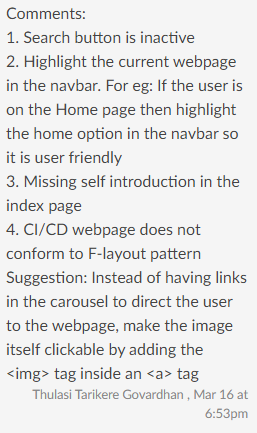 Comments:
1. Search button is inactive
2. Highlight the current webpage
in the navbar. For eg: If the user is
on the Home page then highlight
the home option in the navbar so
it is user friendly
3. Missing self introduction in the
index page
4. CI/CD webpage does not
conform to F-layout pattern
Suggestion: Instead of having links
in the carousel to direct the user
to the webpage, make the image
itself clickable by adding the
<img> tag inside an <a> tag
Thulasi Tarikere Govardhan , Mar 16 at
6:53pm